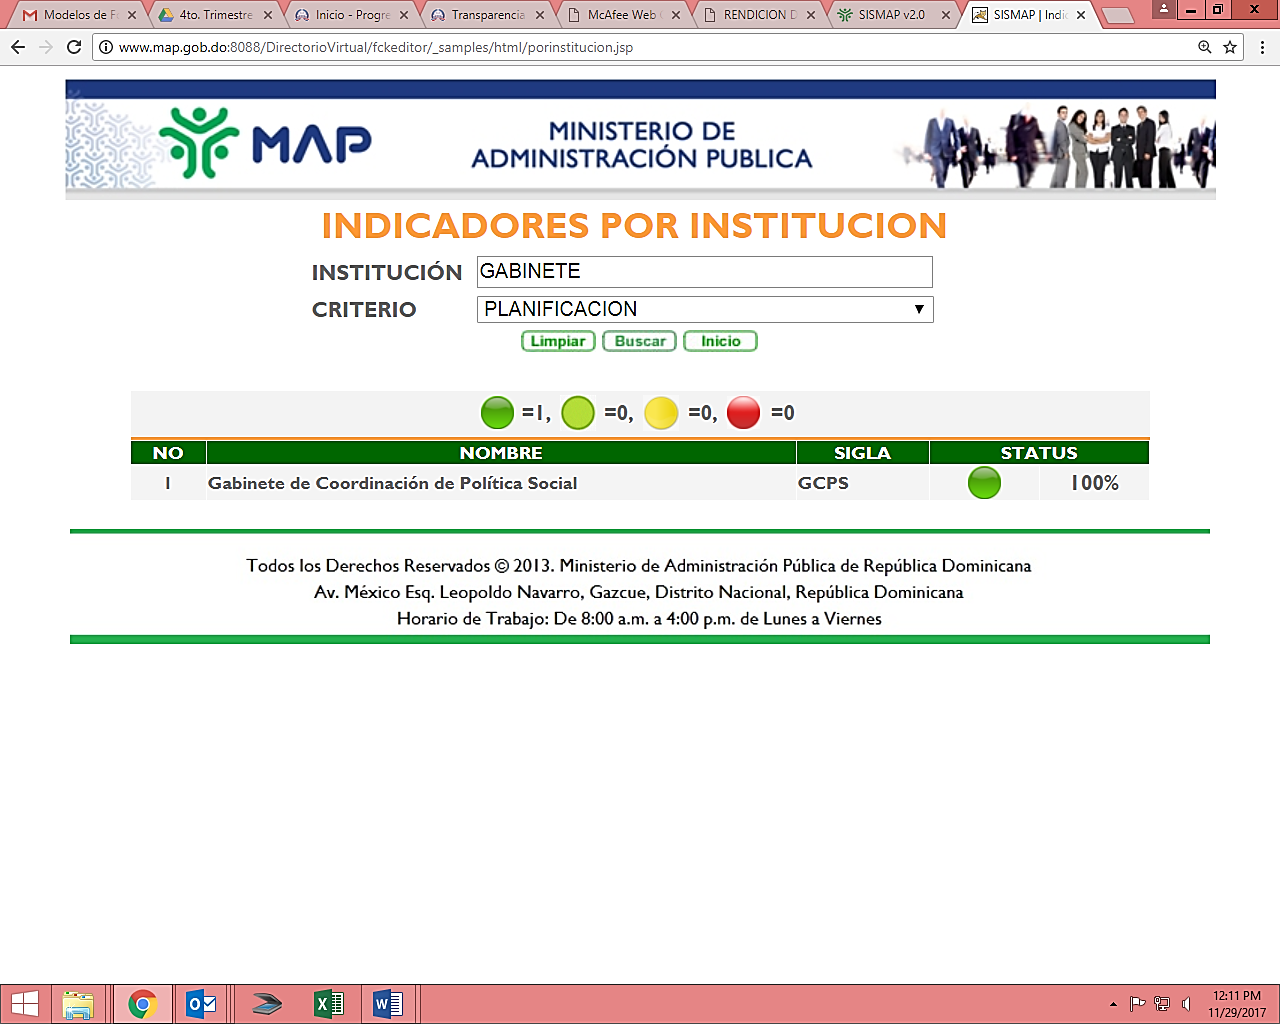 Modelos de F
4to. Trimestre
Inicio - Progre
Transparencia
McAfee Web
RENDICION D
SISMAP v2.0
SISMAP | Indi
www.map.gob.do:8088/DirectorioVirtual/fckeditor/_samples/html/porinstitucion.jsp
MAP
MINISTERIO DE
ADMINISTRACIÓN PUBLICA
INDICADORES POR INSTITUCION
INSTITUCIÓN GABINETE
CRITERIO PLANIFICACION
Limpiar Buscar Inicio
=1, =0, =0, =0
NO NOMBRE SIGLA STATUS
1 Gabinete de Coordinación de Política Social GCPS 100%
Todos los Derechos Reservados © 2013. Ministerio de Administración Pública de República Dominicana
Av. México Esq. Leopoldo Navarro, Gazcue, Distrito Nacional, República Dominicana
Horario de Trabajo: De 8:00 a.m. a 4:00 p.m. de Lunes a Viernes
12:11 PM
11/29/2017